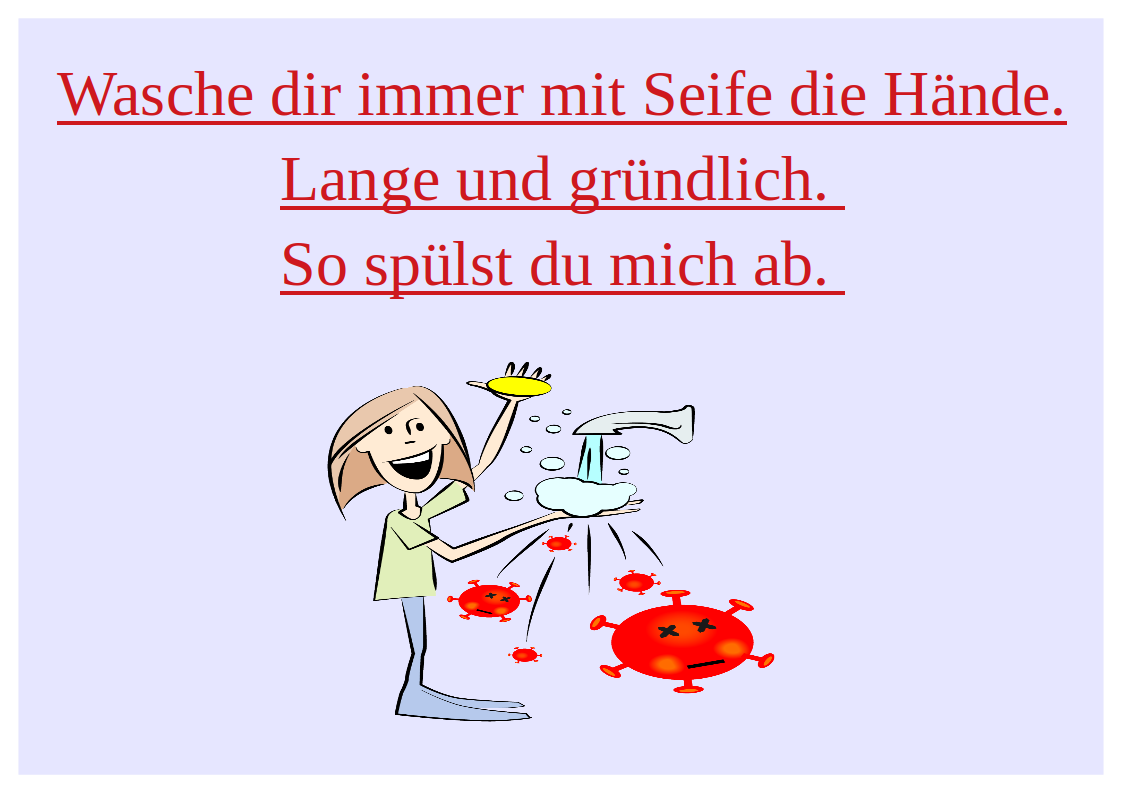 Wasche dir immer mit Seife die Hände.
Lange und gründlich.
So spülst du mich ab.